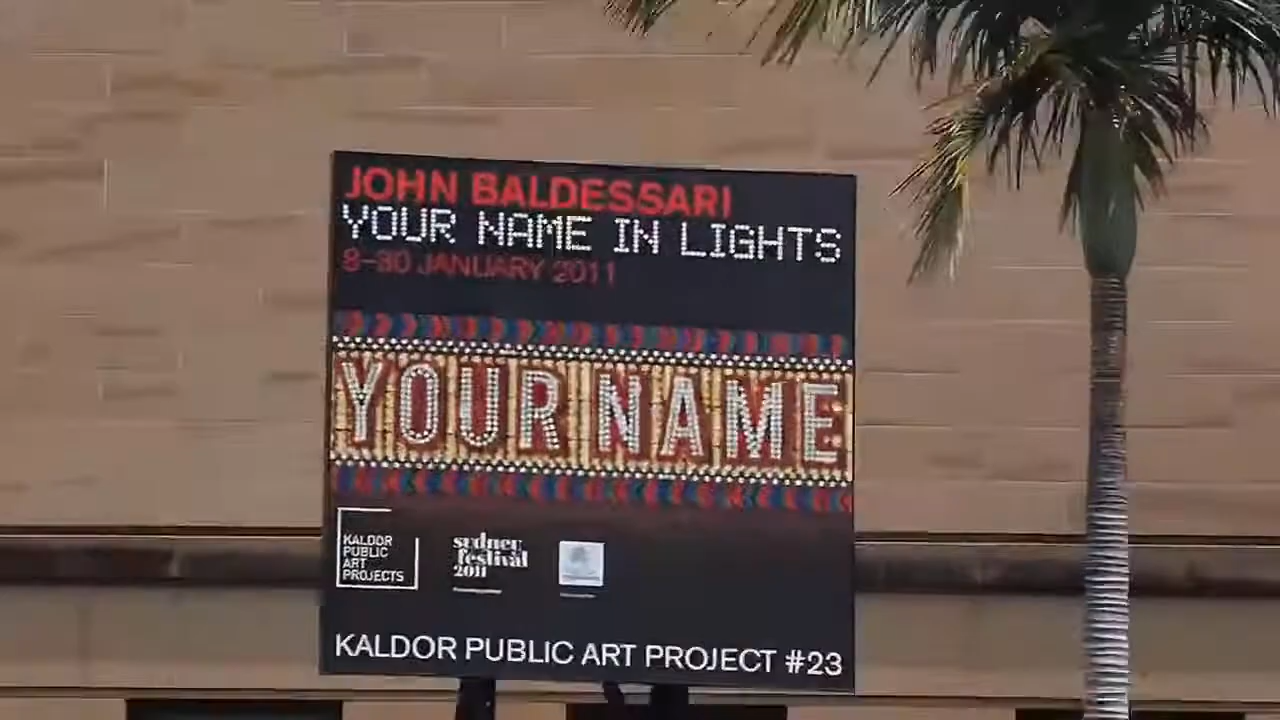 JOHN BALDESSARI
YOUR NAME IN LIGHTS
8-30 JANUARY 2011
YOUR NAME
KALDOR
PUBLIC
ART
PROJECTS
sydney
festival
2011
KALDOR PUBLIC ART PROJECT #23